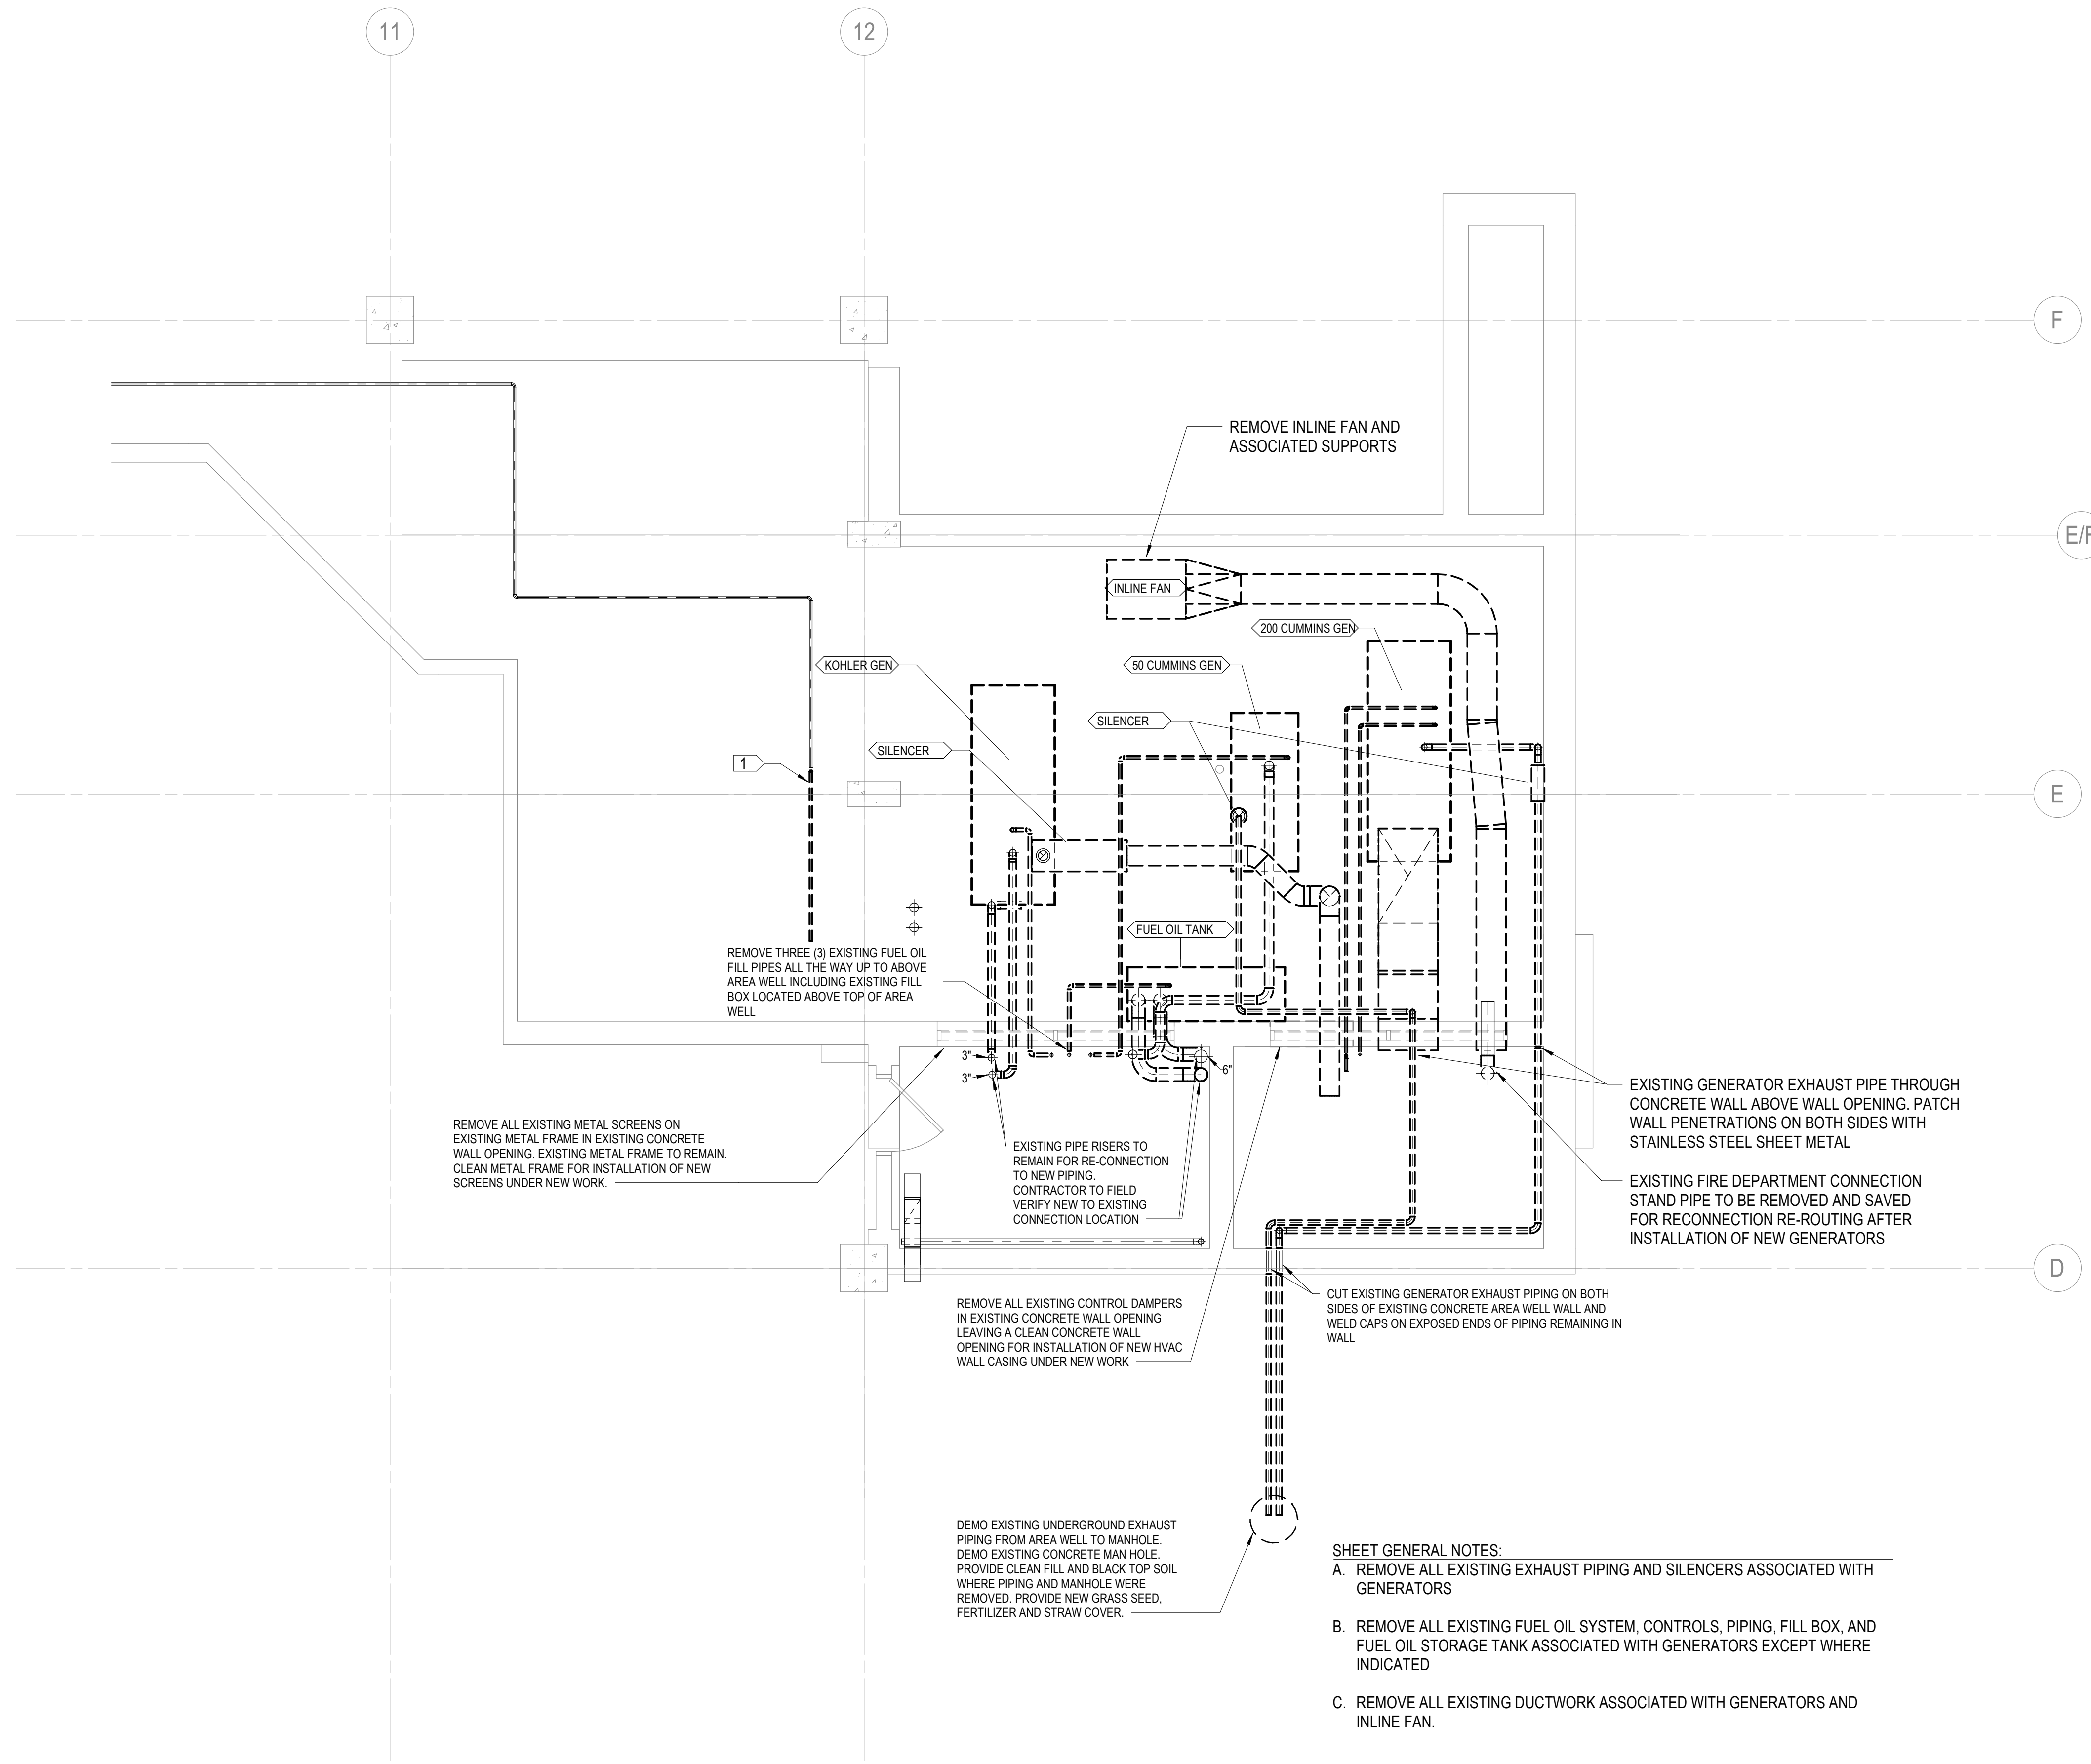 11
12
F
REMOVE INLINE FAN AND
ASSOCIATED SUPPORTS
E/F
INLINE FAN
200 CUMMINS GEN
KOHLER GEN
50 CUMMINS GEN
SILENCER
SILENCER
1
E
FUEL OIL TANK
REMOVE THREE (3) EXISTING FUEL OIL
FILL PIPES ALL THE WAY UP TO ABOVE
AREA WELL INCLUDING EXISTING FILL
BOX LOCATED ABOVE TOP OF AREA
WELL
3"
3"
6"
EXISTING GENERATOR EXHAUST PIPE THROUGH
CONCRETE WALL ABOVE WALL OPENING. PATCH
WALL PENETRATIONS ON BOTH SIDES WITH
STAINLESS STEEL SHEET METAL
REMOVE ALL EXISTING METAL SCREENS ON
EXISTING METAL FRAME IN EXISTING CONCRETE
WALL OPENING. EXISTING METAL FRAME TO REMAIN.
CLEAN METAL FRAME FOR INSTALLATION OF NEW
SCREENS UNDER NEW WORK.
EXISTING PIPE RISERS TO
REMAIN FOR RE-CONNECTION
TO NEW PIPING.
CONTRACTOR TO FIELD
VERIFY NEW TO EXISTING
CONNECTION LOCATION
EXISTING FIRE DEPARTMENT CONNECTION
STAND PIPE TO BE REMOVED AND SAVED
FOR RECONNECTION RE-ROUTING AFTER
INSTALLATION OF NEW GENERATORS
D
REMOVE ALL EXISTING CONTROL DAMPERS
IN EXISTING CONCRETE WALL OPENING
LEAVING A CLEAN CONCRETE WALL
OPENING FOR INSTALLATION OF NEW HVAC
WALL CASING UNDER NEW WORK
CUT EXISTING GENERATOR EXHAUST PIPING ON BOTH
SIDES OF EXISTING CONCRETE AREA WELL WALL AND
WELD CAPS ON EXPOSED ENDS OF PIPING REMAINING IN
WALL
DEMO EXISTING UNDERGROUND EXHAUST
PIPING FROM AREA WELL TO MANHOLE.
DEMO EXISTING CONCRETE MAN HOLE.
PROVIDE CLEAN FILL AND BLACK TOP SOIL
WHERE PIPING AND MANHOLE WERE
REMOVED. PROVIDE NEW GRASS SEED,
FERTILIZER AND STRAW COVER.
SHEET GENERAL NOTES:
A. REMOVE ALL EXISTING EXHAUST PIPING AND SILENCERS ASSOCIATED WITH
GENERATORS
B. REMOVE ALL EXISTING FUEL OIL SYSTEM, CONTROLS, PIPING, FILL BOX, AND
FUEL OIL STORAGE TANK ASSOCIATED WITH GENERATORS EXCEPT WHERE
INDICATED
C. REMOVE ALL EXISTING DUCTWORK ASSOCIATED WITH GENERATORS AND
INLINE FAN.